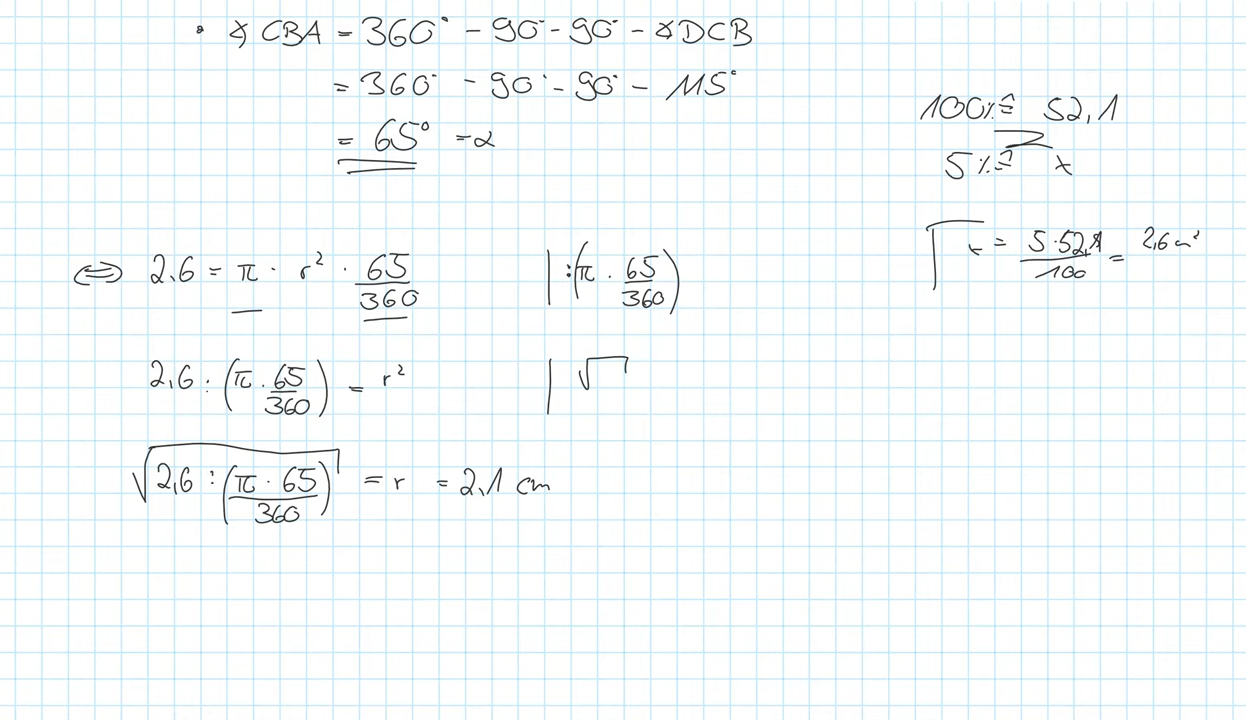 • ∢ CBA = 360° - 90° - 90° - ∢ DCB
= 360° - 90° - 90° - 115°
= 65° = α
100% ≙ 52,1
5% ≙ x
x = 5·52,1/100 = 2,6 cm²
⇔ 2,6 = π · r² · 65/360 | : (π · 65/360)
2,6 : (π · 65/360) = r² | √
√(2,6 : (π · 65/360)) = r = 2,1 cm